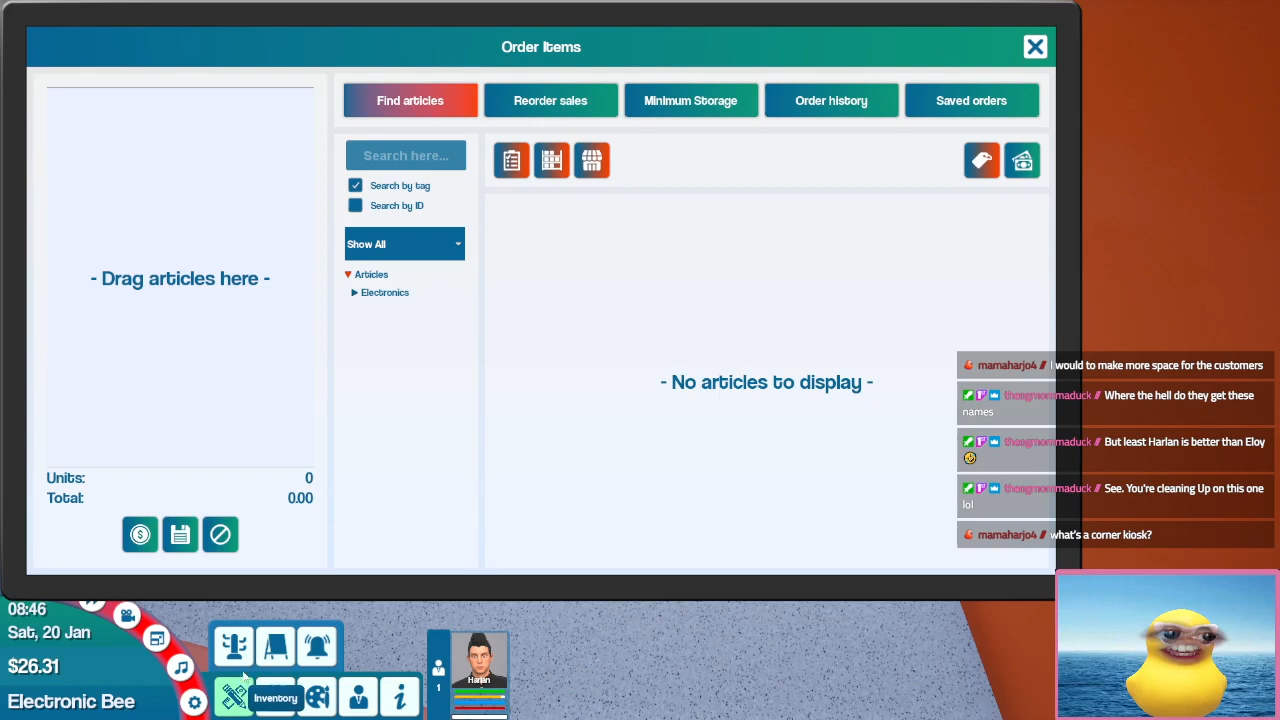 Order Items
Find articles
Reorder sales
Minimum Storage
Order history
Saved orders
Search here...
Search by tag
Search by ID
Show All
Articles
Electronics
- Drag articles here -
- No articles to display -
Units: 0
Total: 0.00
mamaharjo4 // I would to make more space for the customers
theogmommaduck // Where the hell do they get these
names
theogmommaduck // But least Harlan is better than Eloy
theogmommaduck // See. You're cleaning Up on this one
lol
mamaharjo4 // what's a corner kiosk?
08:46
Sat, 20 Jan
$26.31
Electronic Bee
Inventory
1
Harlan